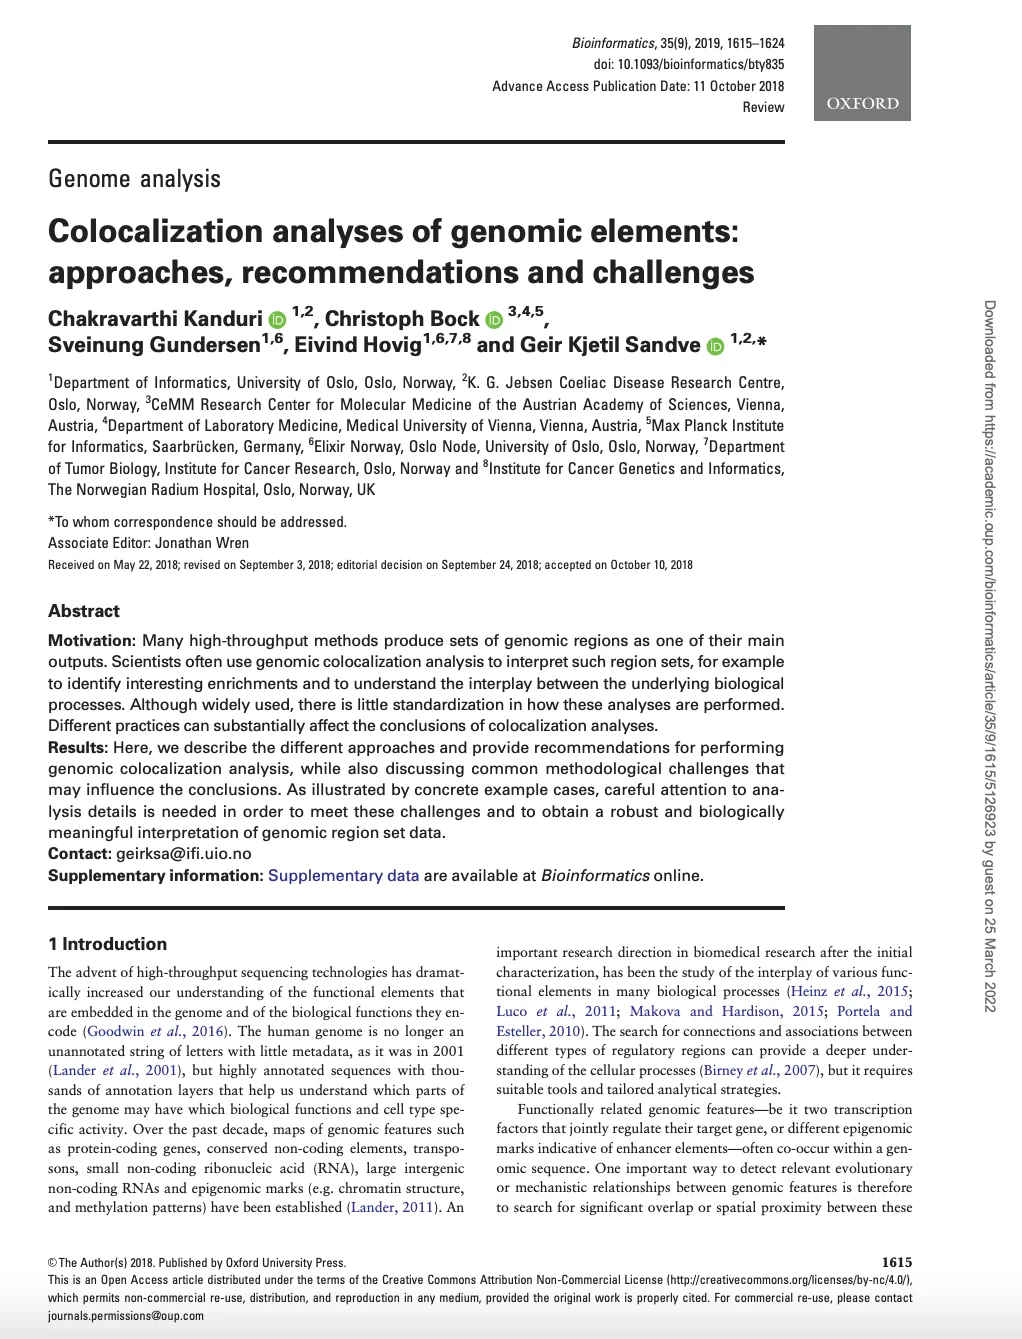 Bioinformatics, 35(9), 2019, 1615–1624
doi: 10.1093/bioinformatics/bty835
Advance Access Publication Date: 11 October 2018
Review
OXFORD
Genome analysis
Colocalization analyses of genomic elements:
approaches, recommendations and challenges
Chakravarthi Kanduri iD 1,2, Christoph Bock iD 3,4,5,
Sveinung Gundersen1,6, Eivind Hovig1,6,7,8 and Geir Kjetil Sandve iD 1,2,*
1Department of Informatics, University of Oslo, Oslo, Norway, 2K. G. Jebsen Coeliac Disease Research Centre,
Oslo, Norway, 3CeMM Research Center for Molecular Medicine of the Austrian Academy of Sciences, Vienna,
Austria, 4Department of Laboratory Medicine, Medical University of Vienna, Vienna, Austria, 5Max Planck Institute
for Informatics, Saarbrücken, Germany, 6Elixir Norway, Oslo Node, University of Oslo, Oslo, Norway, 7Department
of Tumor Biology, Institute for Cancer Research, Oslo, Norway and 8Institute for Cancer Genetics and Informatics,
The Norwegian Radium Hospital, Oslo, Norway, UK
*To whom correspondence should be addressed.
Associate Editor: Jonathan Wren
Received on May 22, 2018; revised on September 3, 2018; editorial decision on September 24, 2018; accepted on October 10, 2018
Abstract
Motivation: Many high-throughput methods produce sets of genomic regions as one of their main
outputs. Scientists often use genomic colocalization analysis to interpret such region sets, for example
to identify interesting enrichments and to understand the interplay between the underlying biological
processes. Although widely used, there is little standardization in how these analyses are performed.
Different practices can substantially affect the conclusions of colocalization analyses.
Results: Here, we describe the different approaches and provide recommendations for performing
genomic colocalization analysis, while also discussing common methodological challenges that
may influence the conclusions. As illustrated by concrete example cases, careful attention to ana-
lysis details is needed in order to meet these challenges and to obtain a robust and biologically
meaningful interpretation of genomic region set data.
Contact: geirksa@ifi.uio.no
Supplementary information: Supplementary data are available at Bioinformatics online.
1 Introduction
The advent of high-throughput sequencing technologies has dramat-
ically increased our understanding of the functional elements that
are embedded in the genome and of the biological functions they en-
code (Goodwin et al., 2016). The human genome is no longer an
unannotated string of letters with little metadata, as it was in 2001
(Lander et al., 2001), but highly annotated sequences with thou-
sands of annotation layers that help us understand which parts of
the genome may have which biological functions and cell type spe-
cific activity. Over the past decade, maps of genomic features such
as protein-coding genes, conserved non-coding elements, transpo-
sons, small non-coding ribonucleic acid (RNA), large intergenic
non-coding RNAs and epigenomic marks (e.g. chromatin structure,
and methylation patterns) have been established (Lander, 2011). An
important research direction in biomedical research after the initial
characterization, has been the study of the interplay of various func-
tional elements in many biological processes (Heinz et al., 2015;
Luco et al., 2011; Makova and Hardison, 2015; Portela and
Esteller, 2010). The search for connections and associations between
different types of regulatory regions can provide a deeper under-
standing of the cellular processes (Birney et al., 2007), but it requires
suitable tools and tailored analytical strategies.
Functionally related genomic features—be it two transcription
factors that jointly regulate their target gene, or different epigenomic
marks indicative of enhancer elements—often co-occur within a gen-
omic sequence. One important way to detect relevant evolutionary
or mechanistic relationships between genomic features is therefore
to search for significant overlap or spatial proximity between these
© The Author(s) 2018. Published by Oxford University Press.
1615
This is an Open Access article distributed under the terms of the Creative Commons Attribution Non-Commercial License (http://creativecommons.org/licenses/by-nc/4.0/),
which permits non-commercial re-use, distribution, and reproduction in any medium, provided the original work is properly cited. For commercial re-use, please contact
journals.permissions@oup.com
Downloaded from https://academic.oup.com/bioinformatics/article/35/9/1615/5126923 by guest on 25 March 2022